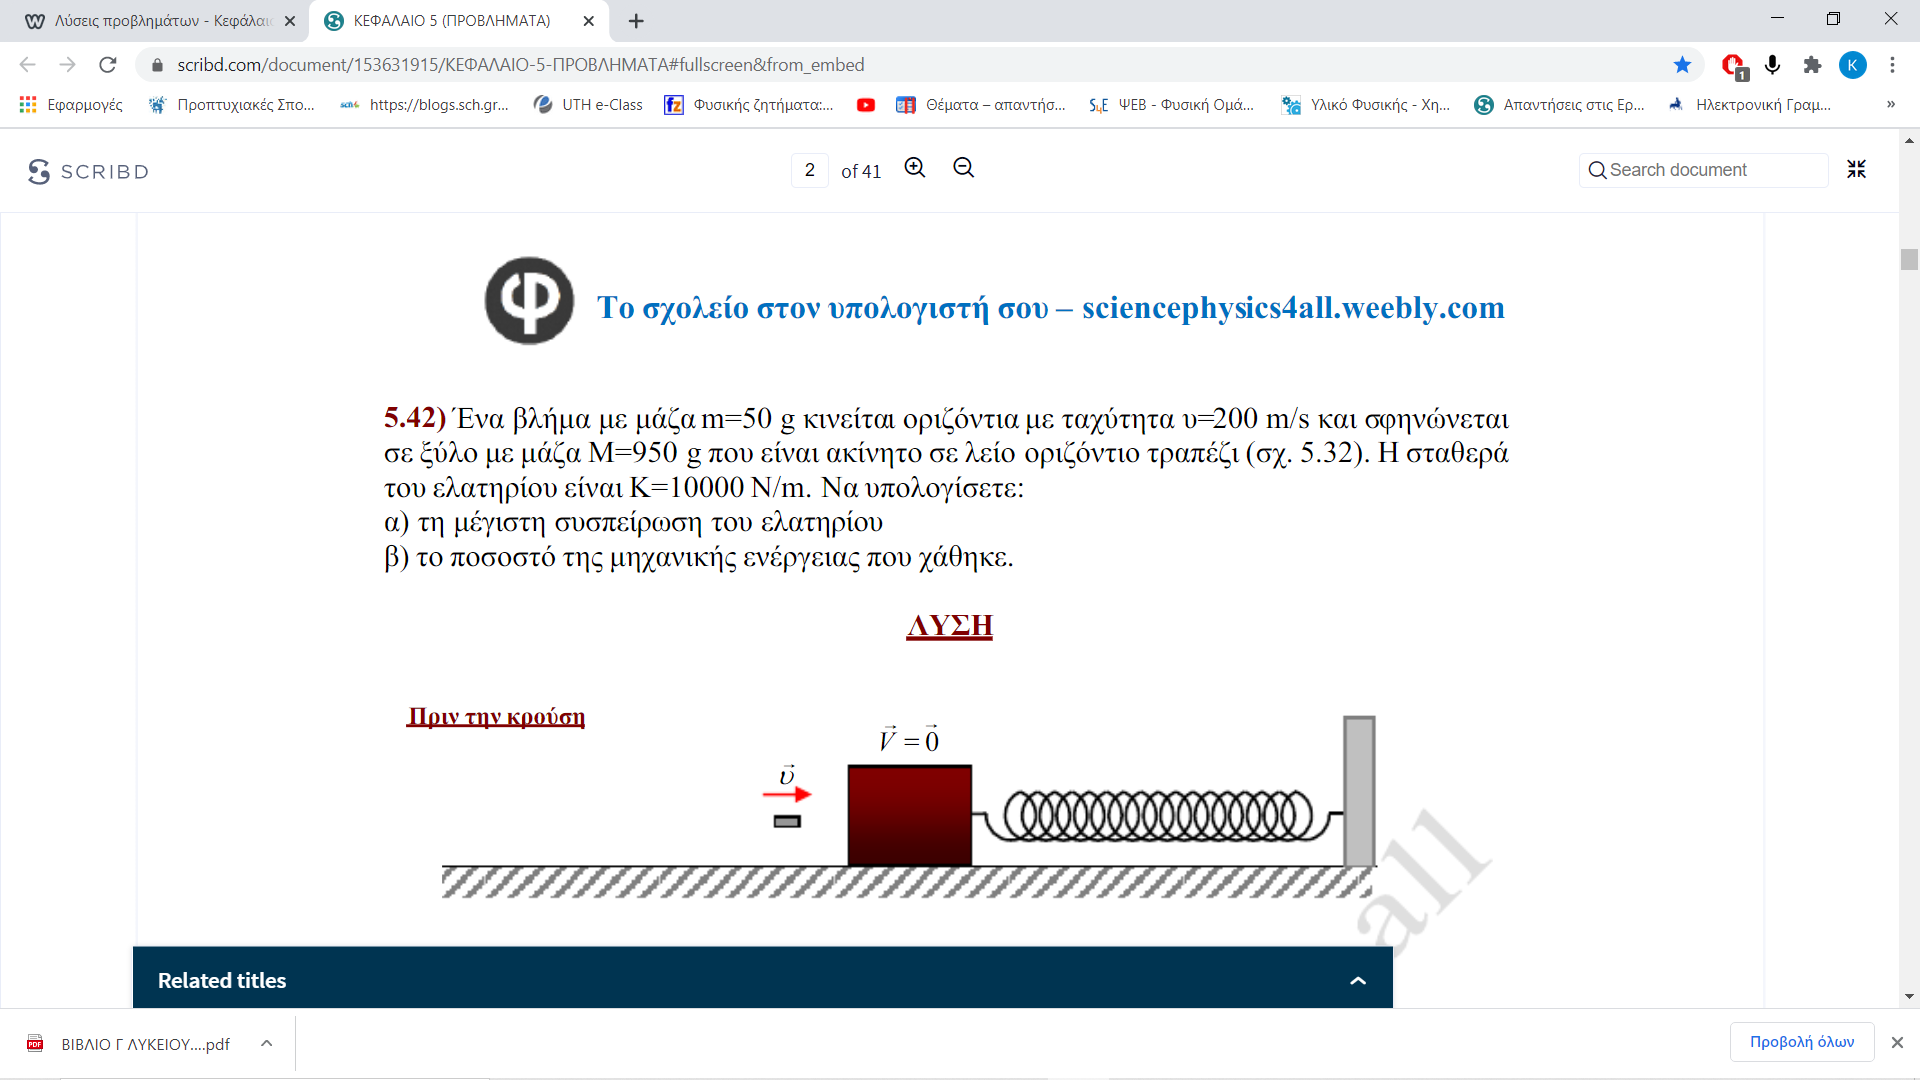 Λύσεις προβλημάτων - Κεφάλαι
ΚΕΦΑΛΑΙΟ 5 (ΠΡΟΒΛΗΜΑΤΑ)
scribd.com/document/153631915/ΚΕΦΑΛΑΙΟ-5-ΠΡΟΒΛΗΜΑΤΑ#fullscreen&from_embed
1
K
Εφαρμογές
Προπτυχιακές Σπο...
https://blogs.sch.gr...
UTH e-Class
fz
Φυσικής ζητήματα:...
Θέματα – απαντήσ...
ΨΕΒ - Φυσική Ομά...
Υλικό Φυσικής - Χη...
Απαντήσεις στις Ερ...
Ηλεκτρονική Γραμ...
»
SCRIBD
2 of 41
Search document
φ
Το σχολείο στον υπολογιστή σου – sciencephysics4all.weebly.com
5.42) Ένα βλήμα με μάζα m=50 g κινείται οριζόντια με ταχύτητα υ=200 m/s και σφηνώνεται
σε ξύλο με μάζα Μ=950 g που είναι ακίνητο σε λείο οριζόντιο τραπέζι (σχ. 5.32). Η σταθερά
του ελατηρίου είναι Κ=10000 N/m. Να υπολογίσετε:
α) τη μέγιστη συσπείρωση του ελατηρίου
β) το ποσοστό της μηχανικής ενέργειας που χάθηκε.
ΛΥΣΗ
Πριν την κρούση
V⃗ = 0⃗
υ⃗
all
Related titles
PDF
ΒΙΒΛΙΟ Γ ΛΥΚΕΙΟΥ....pdf
Προβολή όλων